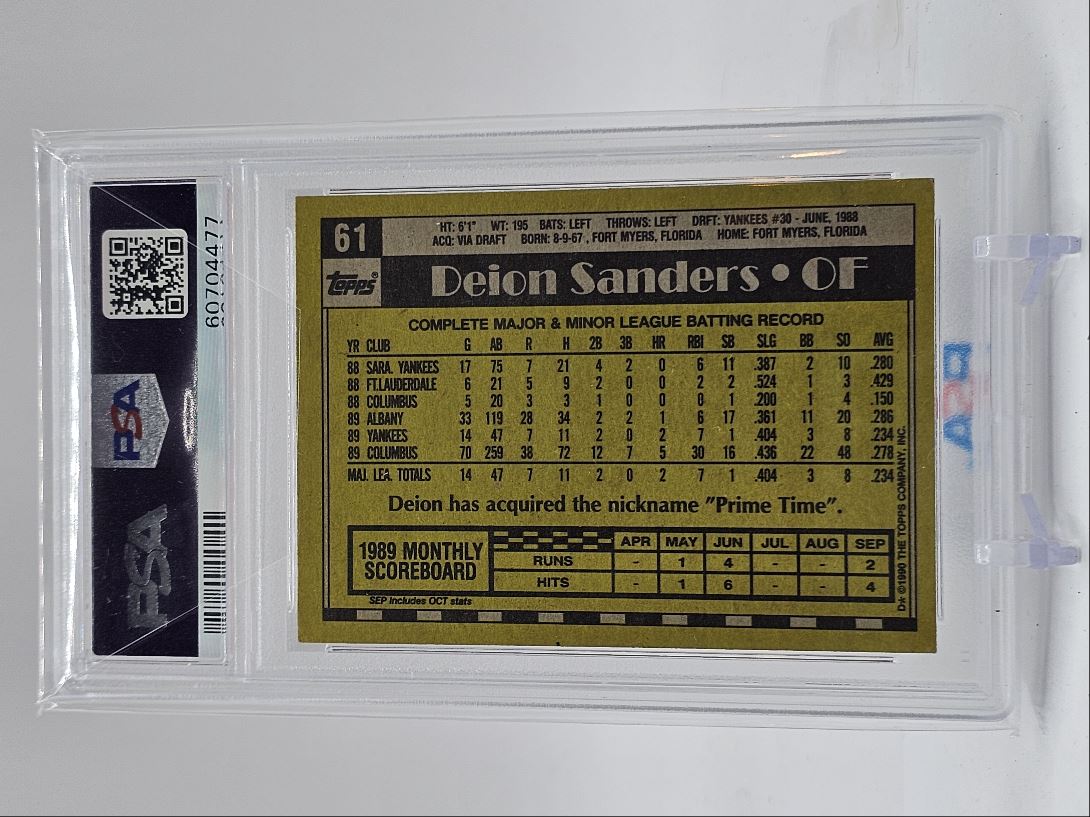 61
HT: 6'1" WT: 195 BATS: LEFT THROWS: LEFT DRFT: YANKEES #30 - JUNE, 1988
ACQ: VIA DRAFT BORN: 8-9-67, FORT MYERS, FLORIDA HOME: FORT MYERS, FLORIDA
Topps®
Deion Sanders • OF
COMPLETE MAJOR & MINOR LEAGUE BATTING RECORD
YR CLUB G AB R H 2B 3B HR RBI SB SLG BB SO AVG
88 SARA. YANKEES 17 75 7 21 4 2 0 6 11 .387 2 10 .280
88 FT.LAUDERDALE 6 21 5 9 2 0 0 2 2 .524 1 3 .429
88 COLUMBUS 5 20 3 3 1 0 0 0 1 .200 1 4 .150
89 ALBANY 33 119 28 34 2 2 1 6 17 .361 11 20 .286
89 YANKEES 14 47 7 11 2 0 2 7 1 .404 3 8 .234
89 COLUMBUS 70 259 38 72 12 7 5 30 16 .436 22 48 .278
MAJ. LEA. TOTALS 14 47 7 11 2 0 2 7 1 .404 3 8 .234
Deion has acquired the nickname "Prime Time".
1989 MONTHLY
SCOREBOARD
APR MAY JUN JUL AUG SEP
RUNS - 1 4 - - 2
HITS - 1 6 - - 4
SEP Includes OCT stats
D* ©1990 THE TOPPS COMPANY, INC.
60704477
PSA
PSA
PSA